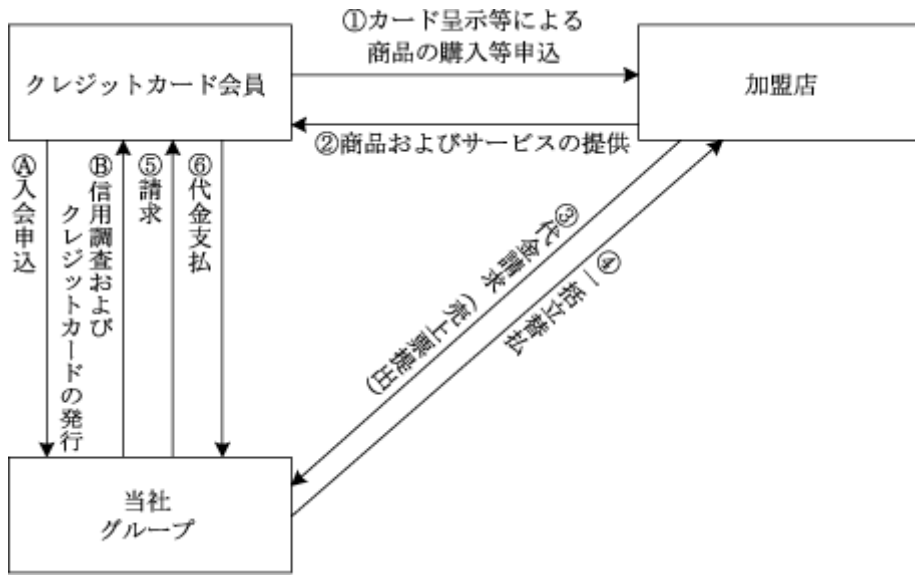 ①カード呈示等による
商品の購入等申込
クレジットカード会員
加盟店
②商品およびサービスの提供
Ⓐ入会申込
Ⓑ信用調査および
クレジットカードの発行
⑤請求
⑥代金支払
③代金請求(売上票提出)
④一括立替払
当社
グループ